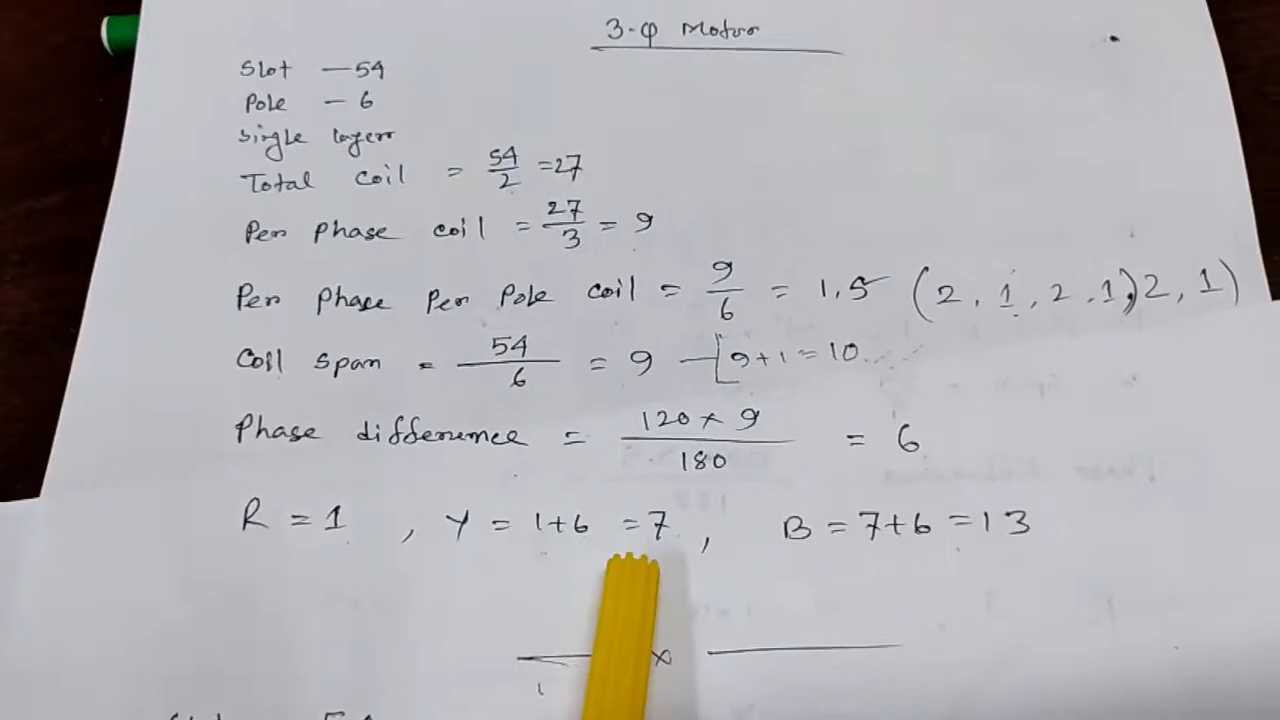 3-φ Motor
Slot — 54
Pole — 6
Single layer
Total coil = 54/2 = 27
Per phase coil = 27/3 = 9
Per phase per pole coil = 9/6 = 1.5 (2, 1, 2, 1, 2, 1)
Coil span = 54/6 = 9 — [9+1 = 10
Phase difference = 120 × 9 / 180 = 6
R = 1 , Y = 1+6 = 7 , B = 7+6 = 13
×